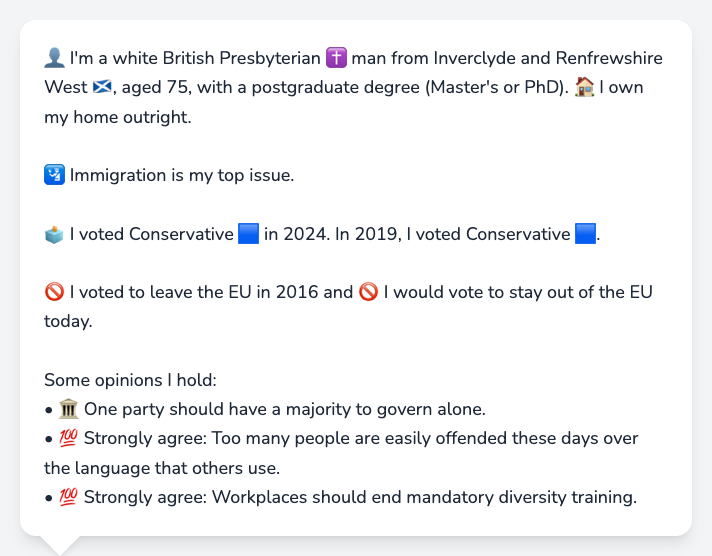 👤 I'm a white British Presbyterian ✝️ man from Inverclyde and Renfrewshire
West 🏴󠁧󠁢󠁳󠁣󠁴󠁿, aged 75, with a postgraduate degree (Master's or PhD). 🏠 I own
my home outright.
🛂 Immigration is my top issue.
🗳️ I voted Conservative 🟦 in 2024. In 2019, I voted Conservative 🟦.
🚫 I voted to leave the EU in 2016 and 🚫 I would vote to stay out of the EU
today.
Some opinions I hold:
• 🏛️ One party should have a majority to govern alone.
• 💯 Strongly agree: Too many people are easily offended these days over
the language that others use.
• 💯 Strongly agree: Workplaces should end mandatory diversity training.